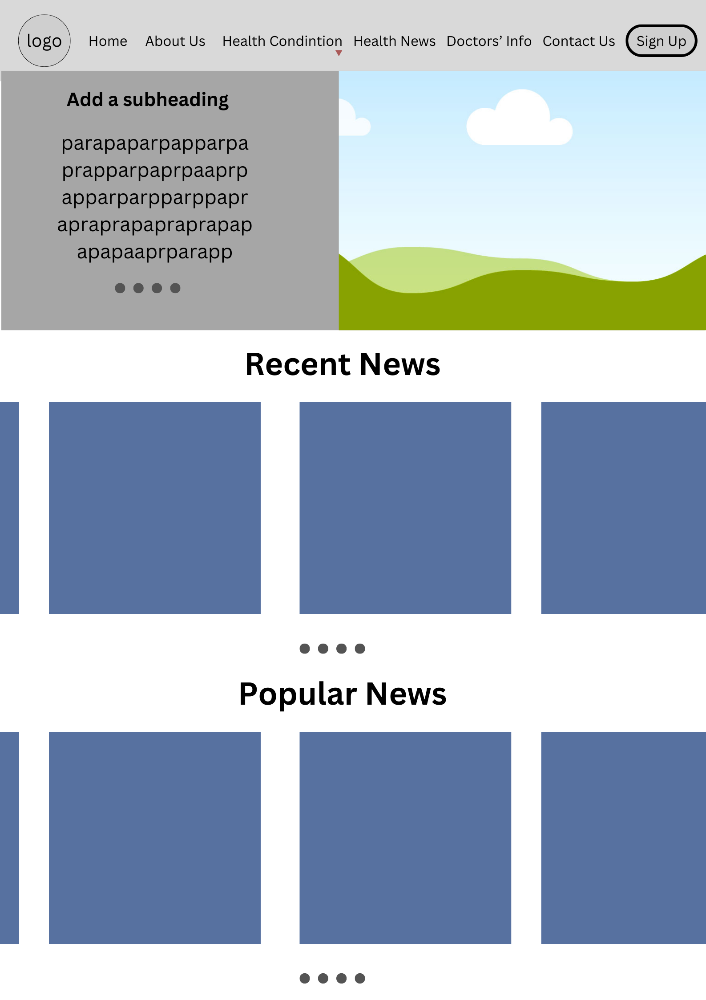 logo
Home About Us Health Condintion Health News Doctors’ Info Contact Us Sign Up
Add a subheading
parapaparpapparpa
prapparpaprpaaprp
apparparpparppapr
apraprapapraprapap
apapaaprparapp
Recent News
Popular News